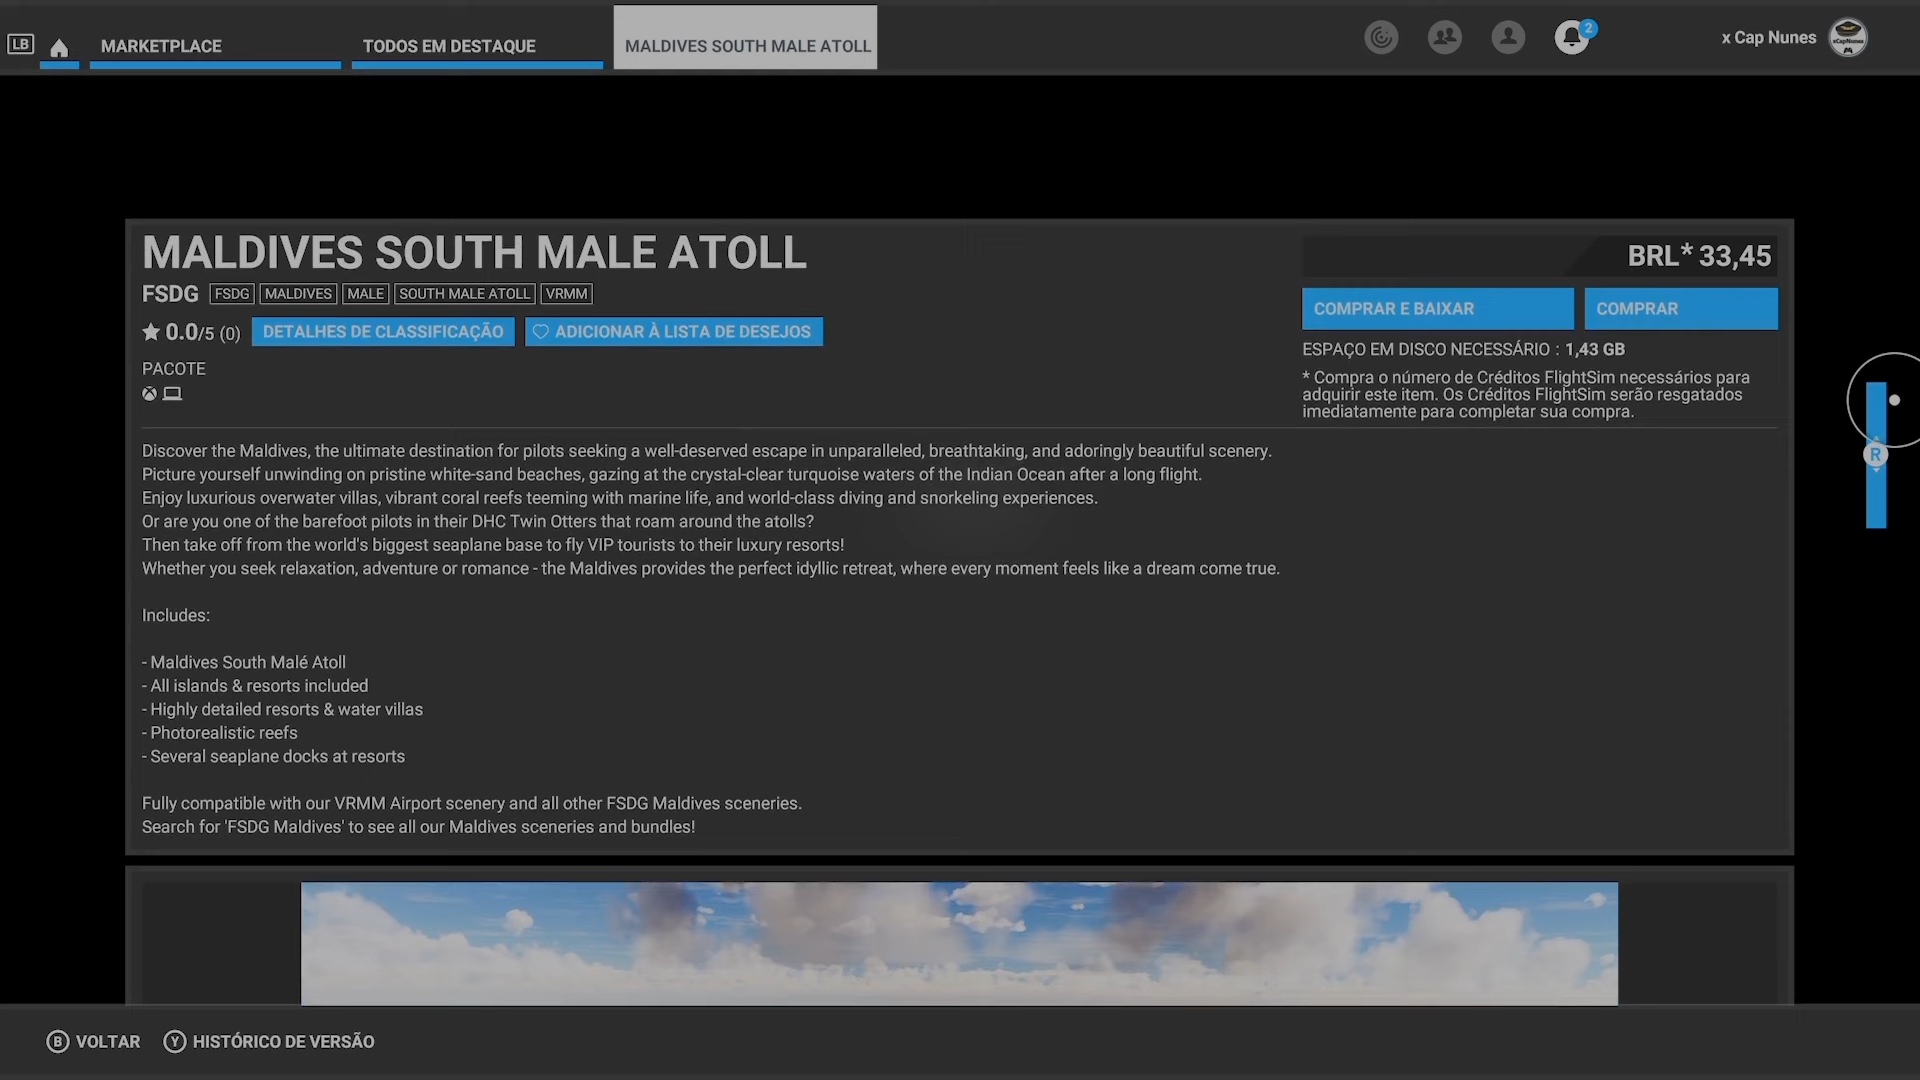 LB
MARKETPLACE
TODOS EM DESTAQUE
MALDIVES SOUTH MALE ATOLL
2
x Cap Nunes
MALDIVES SOUTH MALE ATOLL
FSDG FSDG MALDIVES MALE SOUTH MALE ATOLL VRMM
0.0/5 (0) DETALHES DE CLASSIFICAÇÃO ADICIONAR À LISTA DE DESEJOS
PACOTE
BRL* 33,45
COMPRAR E BAIXAR COMPRAR
ESPAÇO EM DISCO NECESSÁRIO : 1,43 GB
* Compra o número de Créditos FlightSim necessários para
adquirir este item. Os Créditos FlightSim serão resgatados
imediatamente para completar sua compra.
R
Discover the Maldives, the ultimate destination for pilots seeking a well-deserved escape in unparalleled, breathtaking, and adoringly beautiful scenery.
Picture yourself unwinding on pristine white-sand beaches, gazing at the crystal-clear turquoise waters of the Indian Ocean after a long flight.
Enjoy luxurious overwater villas, vibrant coral reefs teeming with marine life, and world-class diving and snorkeling experiences.
Or are you one of the barefoot pilots in their DHC Twin Otters that roam around the atolls?
Then take off from the world's biggest seaplane base to fly VIP tourists to their luxury resorts!
Whether you seek relaxation, adventure or romance - the Maldives provides the perfect idyllic retreat, where every moment feels like a dream come true.
Includes:
- Maldives South Malé Atoll
- All islands & resorts included
- Highly detailed resorts & water villas
- Photorealistic reefs
- Several seaplane docks at resorts
Fully compatible with our VRMM Airport scenery and all other FSDG Maldives sceneries.
Search for 'FSDG Maldives' to see all our Maldives sceneries and bundles!
B VOLTAR Y HISTÓRICO DE VERSÃO